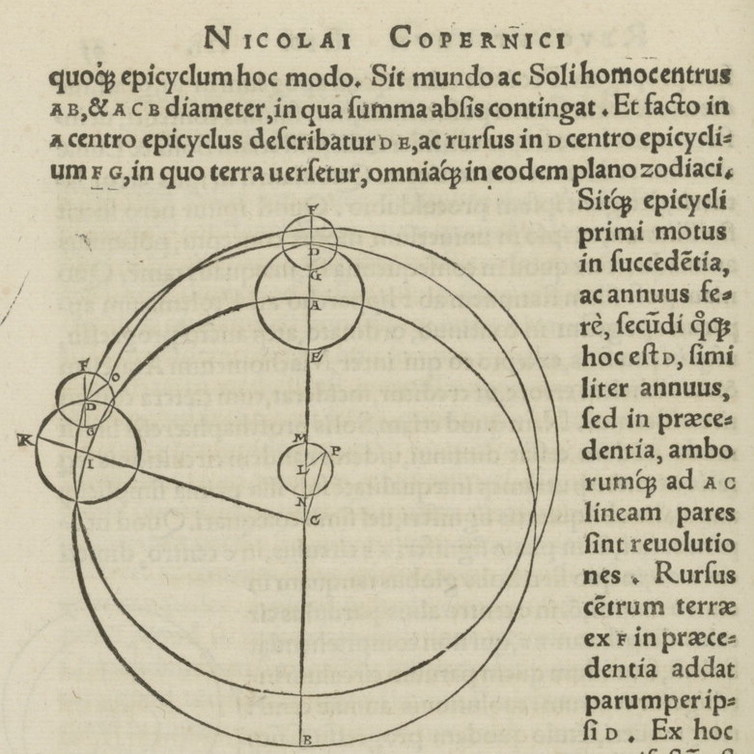 NICOLAI COPERNICI
quoq̃ epicyclum hoc modo. Sit mundo ac Soli homocentrus
AB, & ACB diameter, in qua ſumma abſis contingat. Et facto in
A centro epicyclus deſcribatur DE, ac rurſus in D centro epicycli=
um FG, in quo terra uerſetur, omniaq̃ in eodem plano zodiaci.
Sitq̃ epicycli
primi motus
in ſuccedẽtia,
ac annuus fe=
rè, ſecũdi q̊q̃
hoc eſt D, ſimi
liter annuus,
ſed in præce=
dentia, ambo
rumq̃ ad AC
lineam pares
ſint reuolutio
nes. Rurſus
cẽtrum terræ
ex F in præce=
dentia addat
parumper ip=
ſi D. Ex hoc
F
D
G
A
E
F
O
D
G
K
I
M
P
L
N
C
B